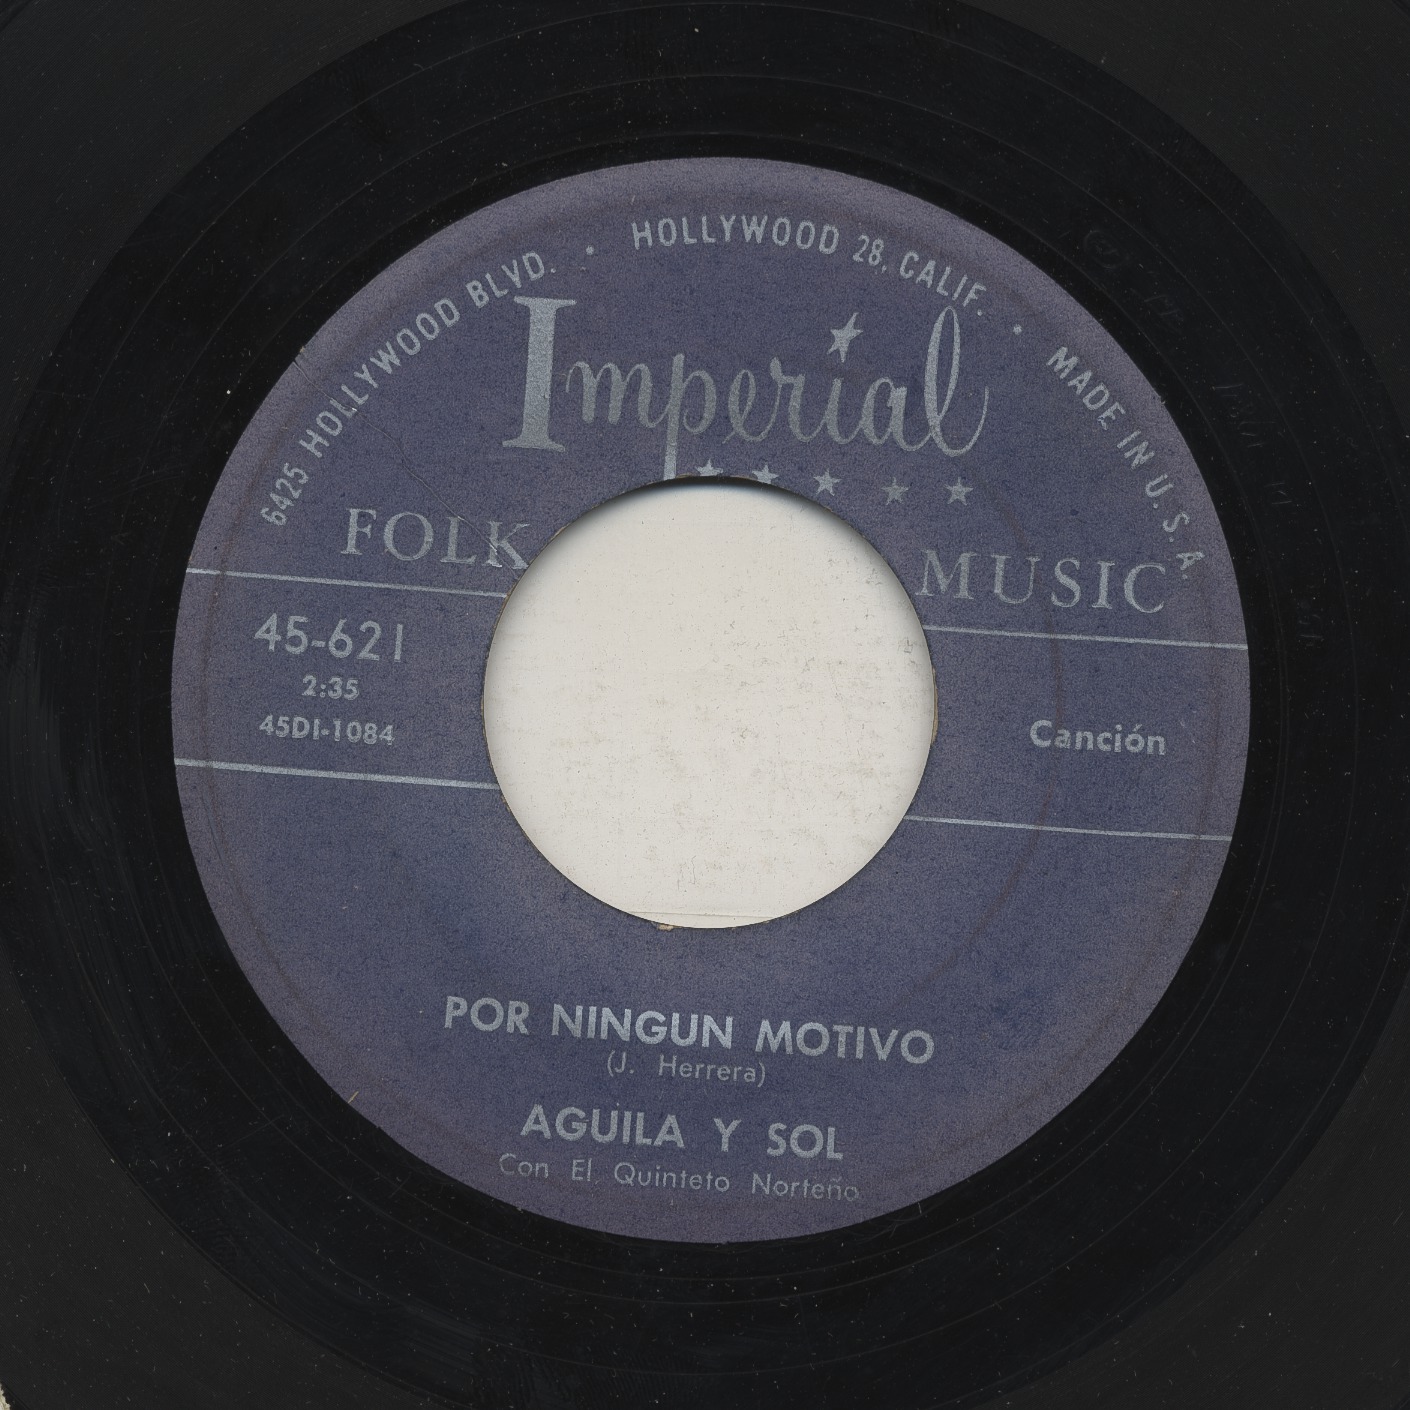 6425 HOLLYWOOD BLVD. • HOLLYWOOD 28, CALIF. • MADE IN U.S.A.
Imperial
FOLK MUSIC
45-621
2:35
45DI-1084
Canción
POR NINGUN MOTIVO
(J. Herrera)
AGUILA Y SOL
Con El Quinteto Norteño